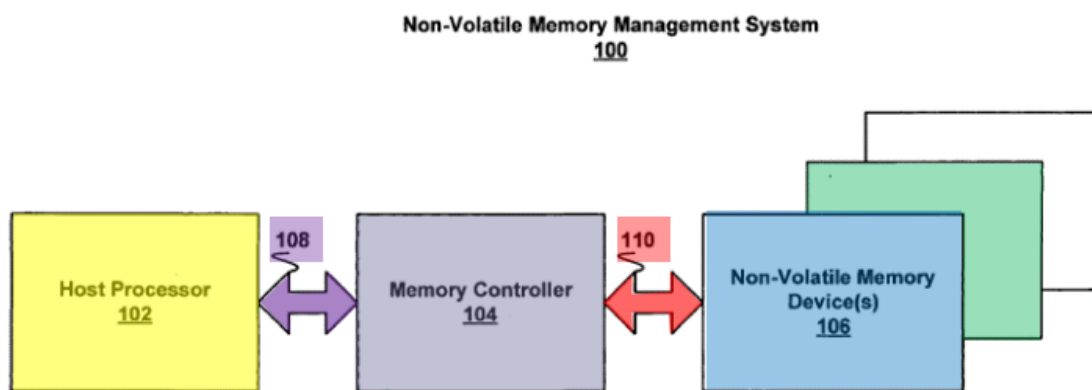 Non-Volatile Memory Management System
100
108
110
Host Processor
102
Memory Controller
104
Non-Volatile Memory
Device(s)
106